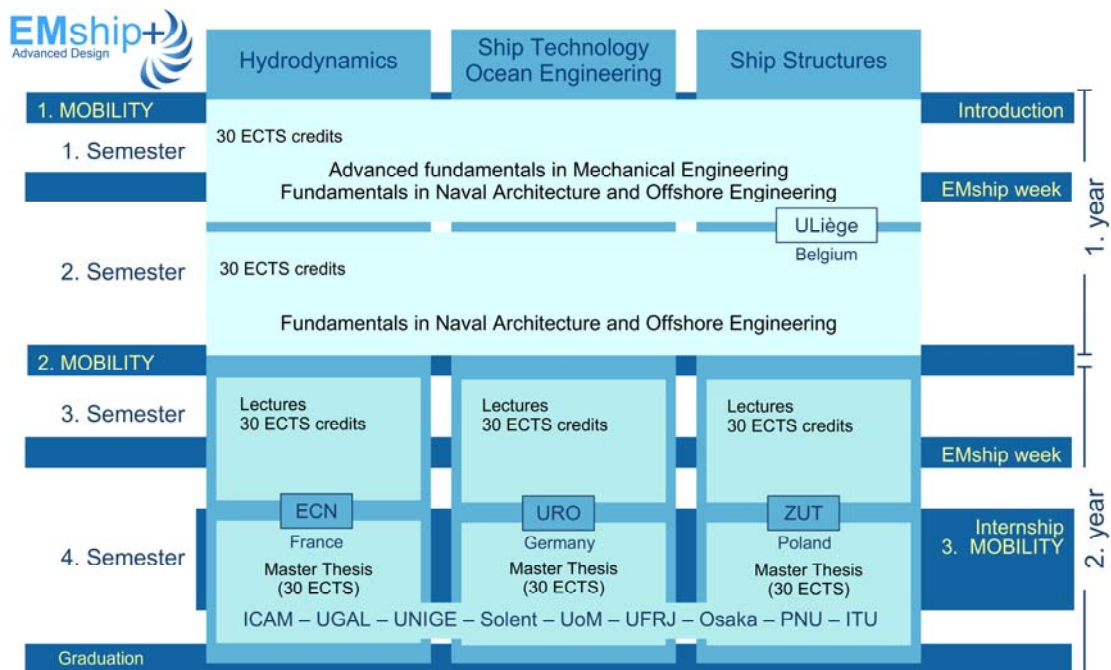 EMship+
Advanced Design
Hydrodynamics
Ship Technology
Ocean Engineering
Ship Structures
1. MOBILITY
Introduction
1. Semester
30 ECTS credits
Advanced fundamentals in Mechanical Engineering
Fundamentals in Naval Architecture and Offshore Engineering
EMship week
1. year
ULiège
Belgium
2. Semester
30 ECTS credits
Fundamentals in Naval Architecture and Offshore Engineering
2. MOBILITY
3. Semester
Lectures
30 ECTS credits
Lectures
30 ECTS credits
Lectures
30 ECTS credits
EMship week
2. year
ECN
France
URO
Germany
ZUT
Poland
Internship
3. MOBILITY
4. Semester
Master Thesis
(30 ECTS)
Master Thesis
(30 ECTS)
Master Thesis
(30 ECTS)
ICAM – UGAL – UNIGE – Solent – UoM – UFRJ – Osaka – PNU – ITU
Graduation